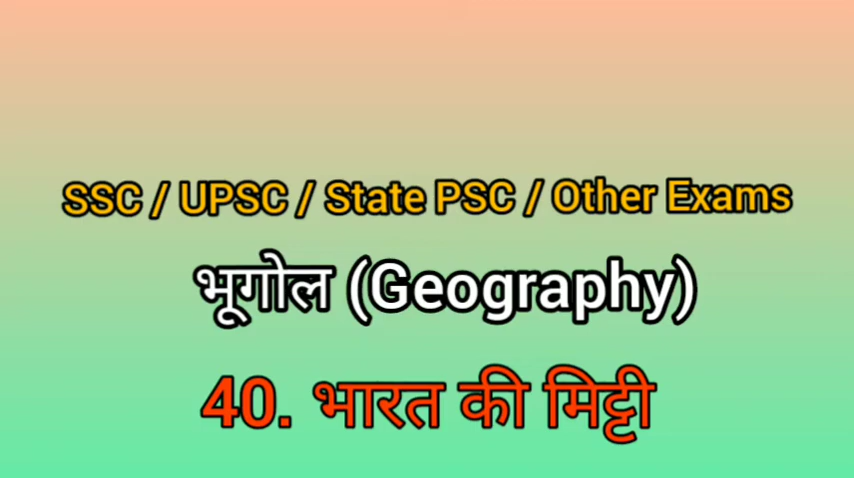 SSC / UPSC / State PSC / Other Exams
भूगोल (Geography)
40. भारत की मिट्टी